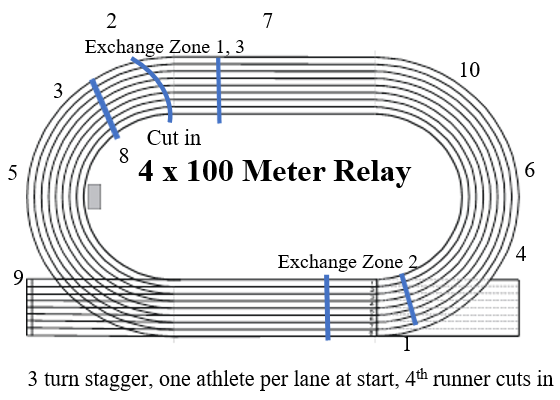 2
7
Exchange Zone 1, 3
10
3
Cut in
8
4 x 100 Meter Relay
5
6
4
Exchange Zone 2
9
1
3 turn stagger, one athlete per lane at start, 4th runner cuts in